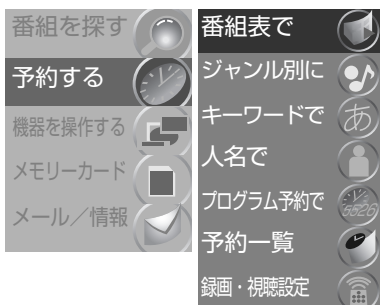 番組を探す
予約する
機器を操作する
メモリーカード
メール／情報
番組表で
ジャンル別に
キーワードで
あ
人名で
プログラム予約で
予約一覧
録画・視聴設定